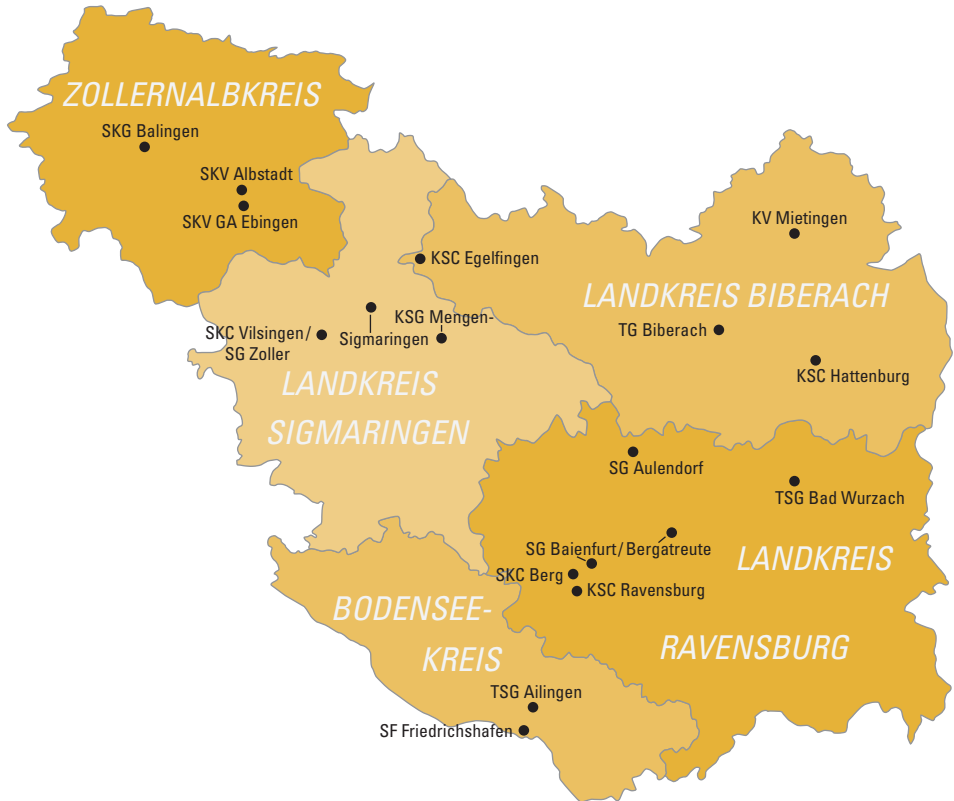 ZOLLERNALBKREIS
SKG Balingen
SKV Albstadt
SKV GA Ebingen
KV Mietingen
KSC Egelfingen
LANDKREIS BIBERACH
KSG Mengen-
Sigmaringen
SKC Vilsingen/
SG Zoller
TG Biberach
KSC Hattenburg
LANDKREIS
SIGMARINGEN
SG Aulendorf
TSG Bad Wurzach
SG Baienfurt/Bergatreute
LANDKREIS
RAVENSBURG
SKC Berg
KSC Ravensburg
BODENSEE-
KREIS
TSG Ailingen
SF Friedrichshafen